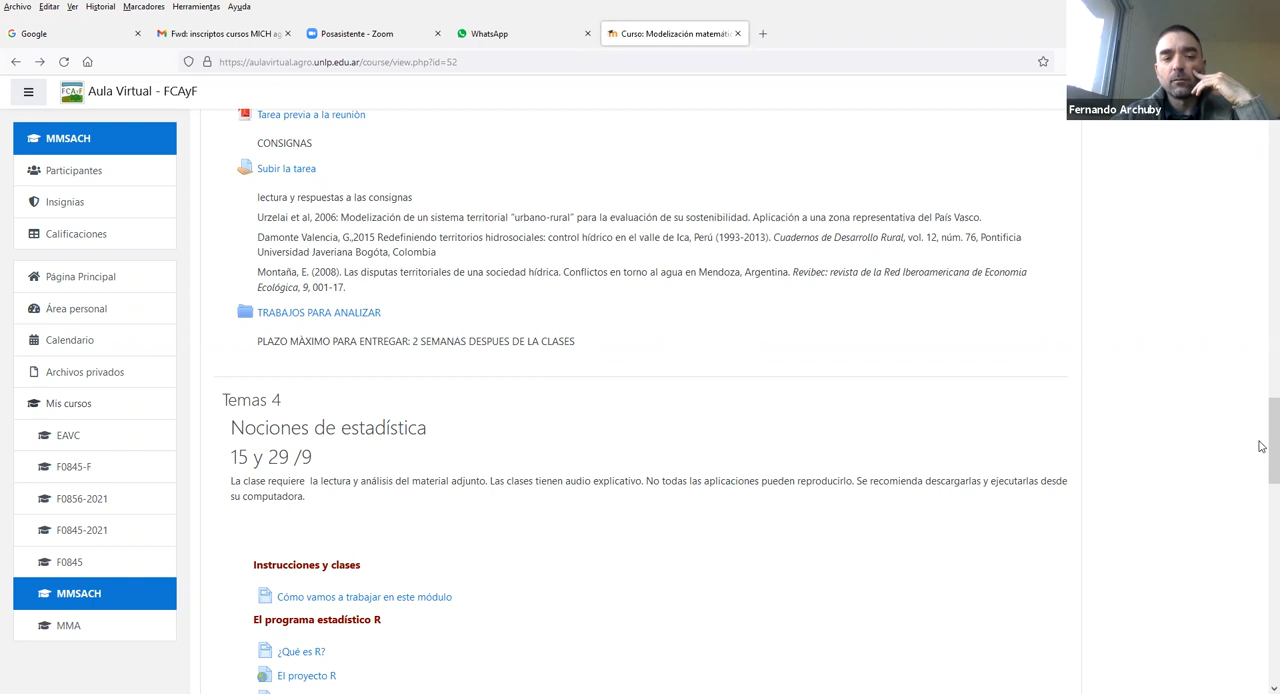 Archivo Editar Ver Historial Marcadores Herramientas Ayuda
Google
Fwd: inscriptos cursos MICH ag
Posasistente - Zoom
WhatsApp
Curso: Modelización matemátic
https://aulavirtual.agro.unlp.edu.ar/course/view.php?id=52
FCAyF
Aula Virtual - FCAyF
Fernando Archuby
MMSACH
Participantes
Insignias
Calificaciones
Página Principal
Área personal
Calendario
Archivos privados
Mis cursos
EAVC
F0845-F
F0856-2021
F0845-2021
F0845
MMSACH
MMA
Tarea previa a la reuniòn
CONSIGNAS
Subir la tarea
lectura y respuestas a las consignas
Urzelai et al, 2006: Modelización de un sistema territorial “urbano-rural” para la evaluación de su sostenibilidad. Aplicación a una zona representativa del País Vasco.
Damonte Valencia, G.,2015 Redefiniendo territorios hidrosociales: control hídrico en el valle de Ica, Perú (1993-2013). Cuadernos de Desarrollo Rural, vol. 12, núm. 76, Pontificia
Universidad Javeriana Bogóta, Colombia
Montaña, E. (2008). Las disputas territoriales de una sociedad hídrica. Conflictos en torno al agua en Mendoza, Argentina. Revibec: revista de la Red Iberoamericana de Economia
Ecológica, 9, 001-17.
TRABAJOS PARA ANALIZAR
PLAZO MÀXIMO PARA ENTREGAR: 2 SEMANAS DESPUES DE LA CLASES
Temas 4
Nociones de estadística
15 y 29 /9
La clase requiere la lectura y análisis del material adjunto. Las clases tienen audio explicativo. No todas las aplicaciones pueden reproducirlo. Se recomienda descargarlas y ejecutarlas desde
su computadora.
Instrucciones y clases
Cómo vamos a trabajar en este módulo
El programa estadístico R
¿Qué es R?
El proyecto R